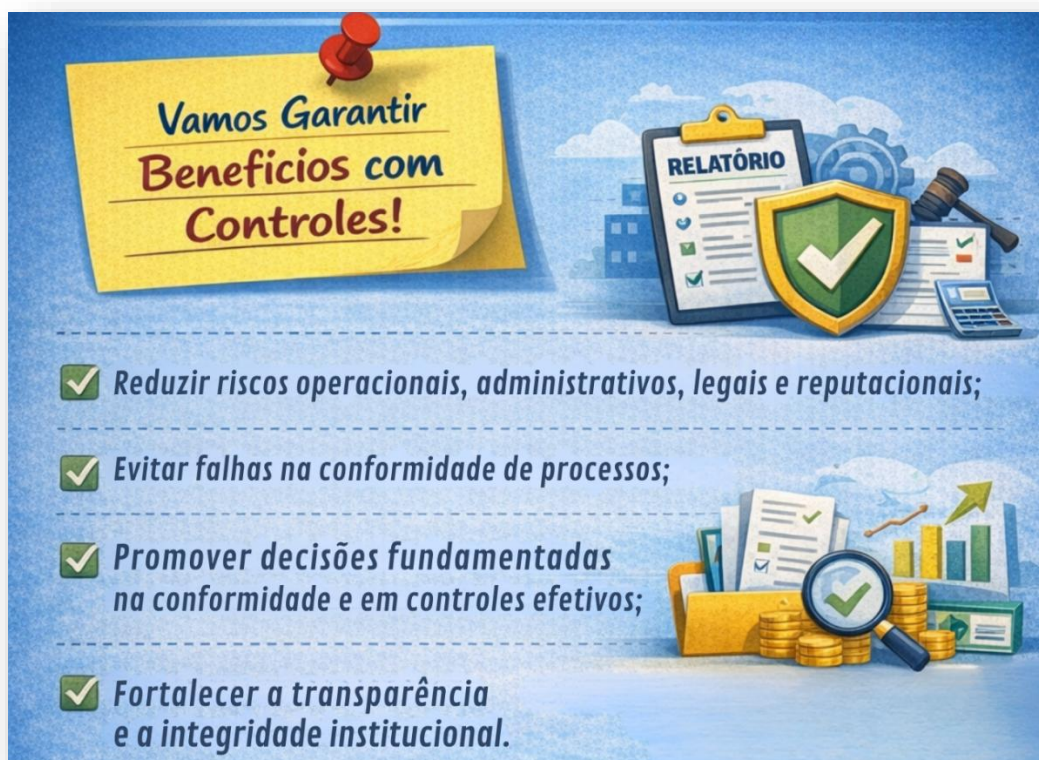 Vamos Garantir
Benefícios com
Controles!
RELATÓRIO
Reduzir riscos operacionais, administrativos, legais e reputacionais;
Evitar falhas na conformidade de processos;
Promover decisões fundamentadas
na conformidade e em controles efetivos;
Fortalecer a transparência
e a integridade institucional.